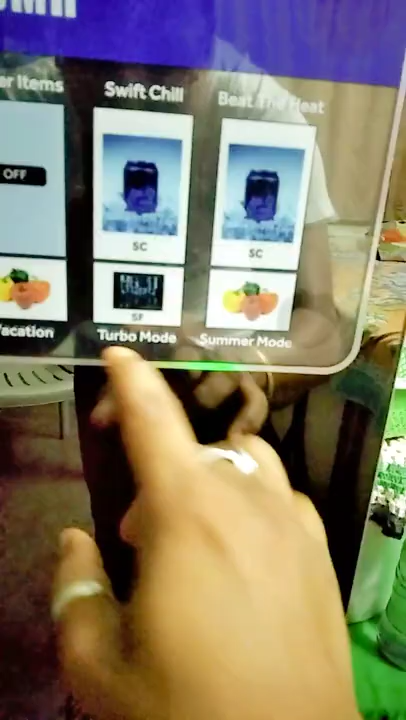 er Items
Swift Chill
Beat The Heat
OFF
SC
SC
SF
Vacation
Turbo Mode
Summer Mode